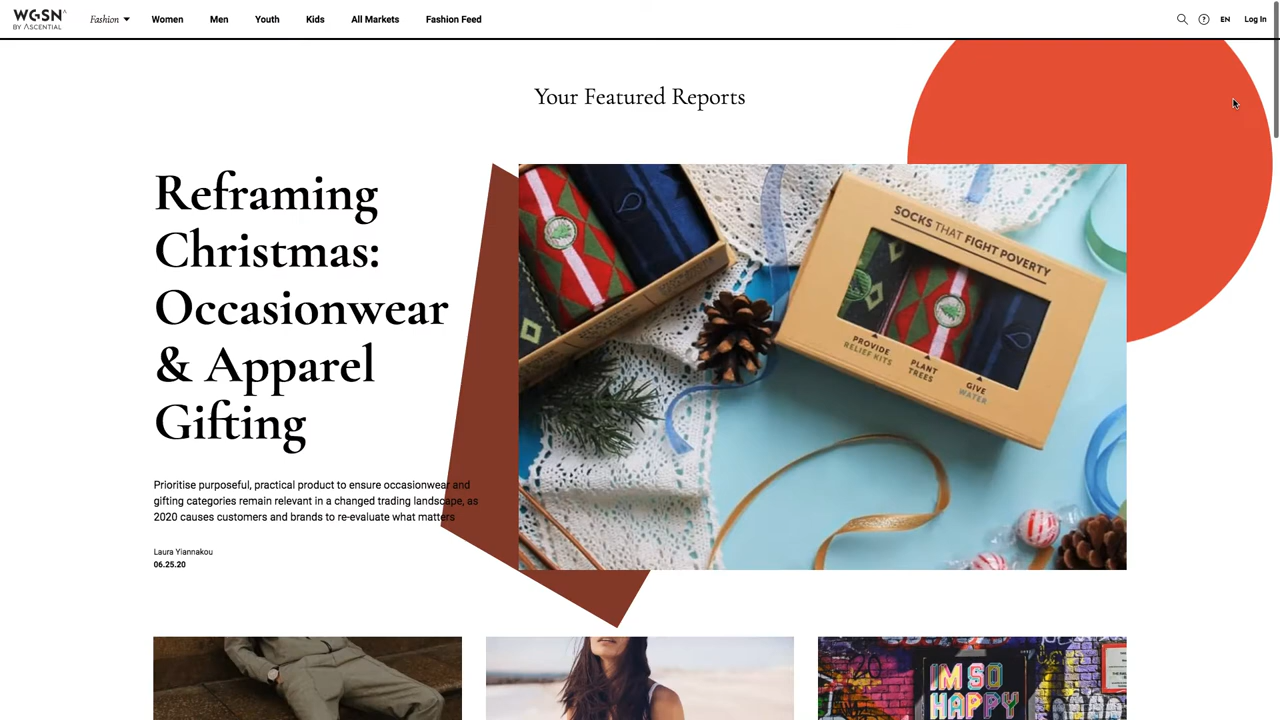 WGSN
BY ASCENTIAL
Fashion
Women
Men
Youth
Kids
All Markets
Fashion Feed
EN
Log In
Your Featured Reports
Reframing
Christmas:
Occasionwear
& Apparel
Gifting
Prioritise purposeful, practical product to ensure occasionwear and
gifting categories remain relevant in a changed trading landscape, as
2020 causes customers and brands to re-evaluate what matters
Laura Yiannakou
06.25.20
SOCKS THAT FIGHT POVERTY
PROVIDE
RELIEF KITS
PLANT
TREES
GIVE
WATER
IM SO
HAPPY